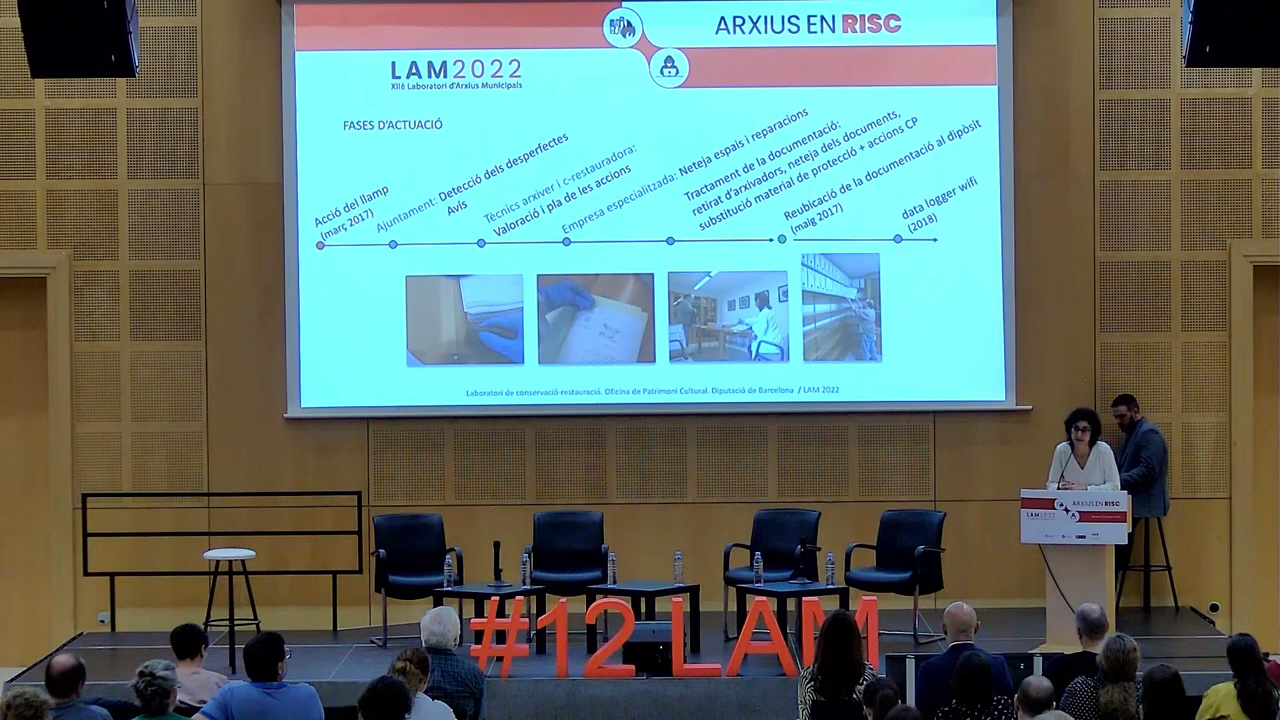 ARXIUS EN RISC
LAM2022
XIIè Laboratori d'Arxius Municipals
FASES D'ACTUACIÓ
Acció del llamp
(març 2017)
Ajuntament: Detecció dels desperfectes
Avís
Tècnics arxiver i c-restauradora:
Valoració i pla de les accions
Empresa especialitzada: Neteja espais i reparacions
Tractament de la documentació:
retirat d'arxivadors, neteja dels documents,
substitució material de protecció + accions CP
Reubicació de la documentació al dipòsit
(maig 2017)
data logger wifi
(2018)
Laboratori de conservació-restauració. Oficina de Patrimoni Cultural. Diputació de Barcelona / LAM 2022
ARXIUS EN RISC
LAM2022
#12 LAM